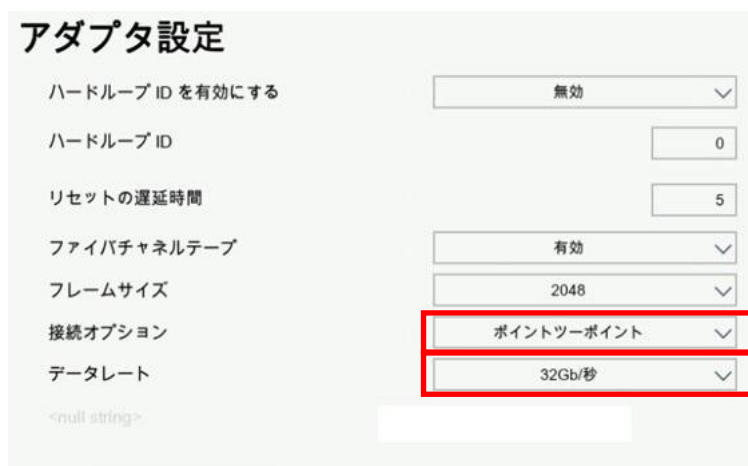 アダプタ設定
ハードループ ID を有効にする 無効
ハードループ ID 0
リセットの遅延時間 5
ファイバチャネルテープ 有効
フレームサイズ 2048
接続オプション ポイントツーポイント
データレート 32Gb/秒
<null string>